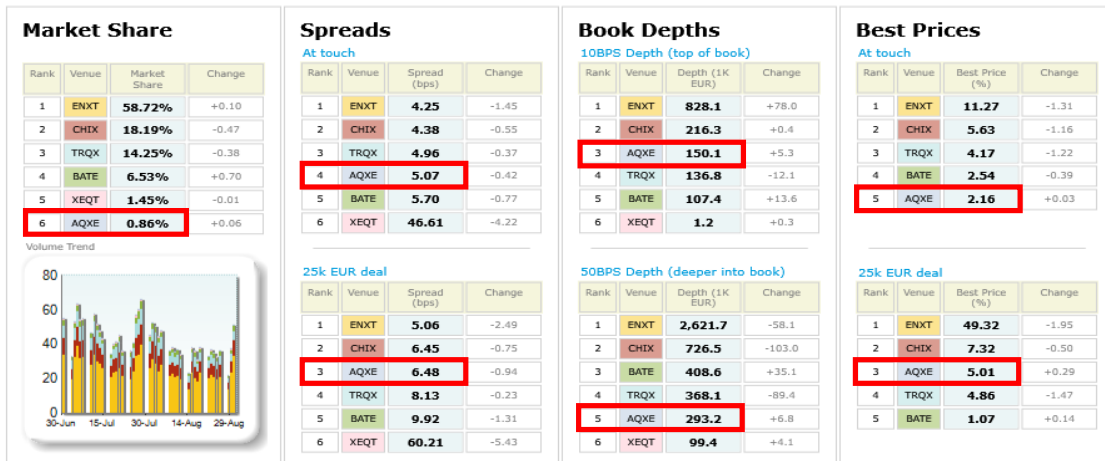 Market Share
Rank Venue Market Share Change
1 ENXT 58.72% +0.10
2 CHIX 18.19% -0.47
3 TRQX 14.25% -0.38
4 BATE 6.53% +0.70
5 XEQT 1.45% -0.01
6 AQXE 0.86% +0.06
Volume Trend
80
60
40
20
0
30-Jun 15-Jul 30-Jul 14-Aug 29-Aug
Spreads
At touch
Rank Venue Spread (bps) Change
1 ENXT 4.25 -1.45
2 CHIX 4.38 -0.55
3 TRQX 4.96 -0.37
4 AQXE 5.07 -0.42
5 BATE 5.70 -0.77
6 XEQT 46.61 -4.22
25k EUR deal
Rank Venue Spread (bps) Change
1 ENXT 5.06 -2.49
2 CHIX 6.45 -0.75
3 AQXE 6.48 -0.94
4 TRQX 8.13 -0.23
5 BATE 9.92 -1.31
6 XEQT 60.21 -5.43
Book Depths
10BPS Depth (top of book)
Rank Venue Depth (1K EUR) Change
1 ENXT 828.1 +78.0
2 CHIX 216.3 +0.4
3 AQXE 150.1 +5.3
4 TRQX 136.8 -12.1
5 BATE 107.4 +13.6
6 XEQT 1.2 +0.3
50BPS Depth (deeper into book)
Rank Venue Depth (1K EUR) Change
1 ENXT 2,621.7 -58.1
2 CHIX 726.5 -103.0
3 BATE 408.6 +35.1
4 TRQX 368.1 -89.4
5 AQXE 293.2 +6.8
6 XEQT 99.4 +4.1
Best Prices
At touch
Rank Venue Best Price (%) Change
1 ENXT 11.27 -1.31
2 CHIX 5.63 -1.16
3 TRQX 4.17 -1.22
4 BATE 2.54 -0.39
5 AQXE 2.16 +0.03
25k EUR deal
Rank Venue Best Price (%) Change
1 ENXT 49.32 -1.95
2 CHIX 7.32 -0.50
3 AQXE 5.01 +0.29
4 TRQX 4.86 -1.47
5 BATE 1.07 +0.14